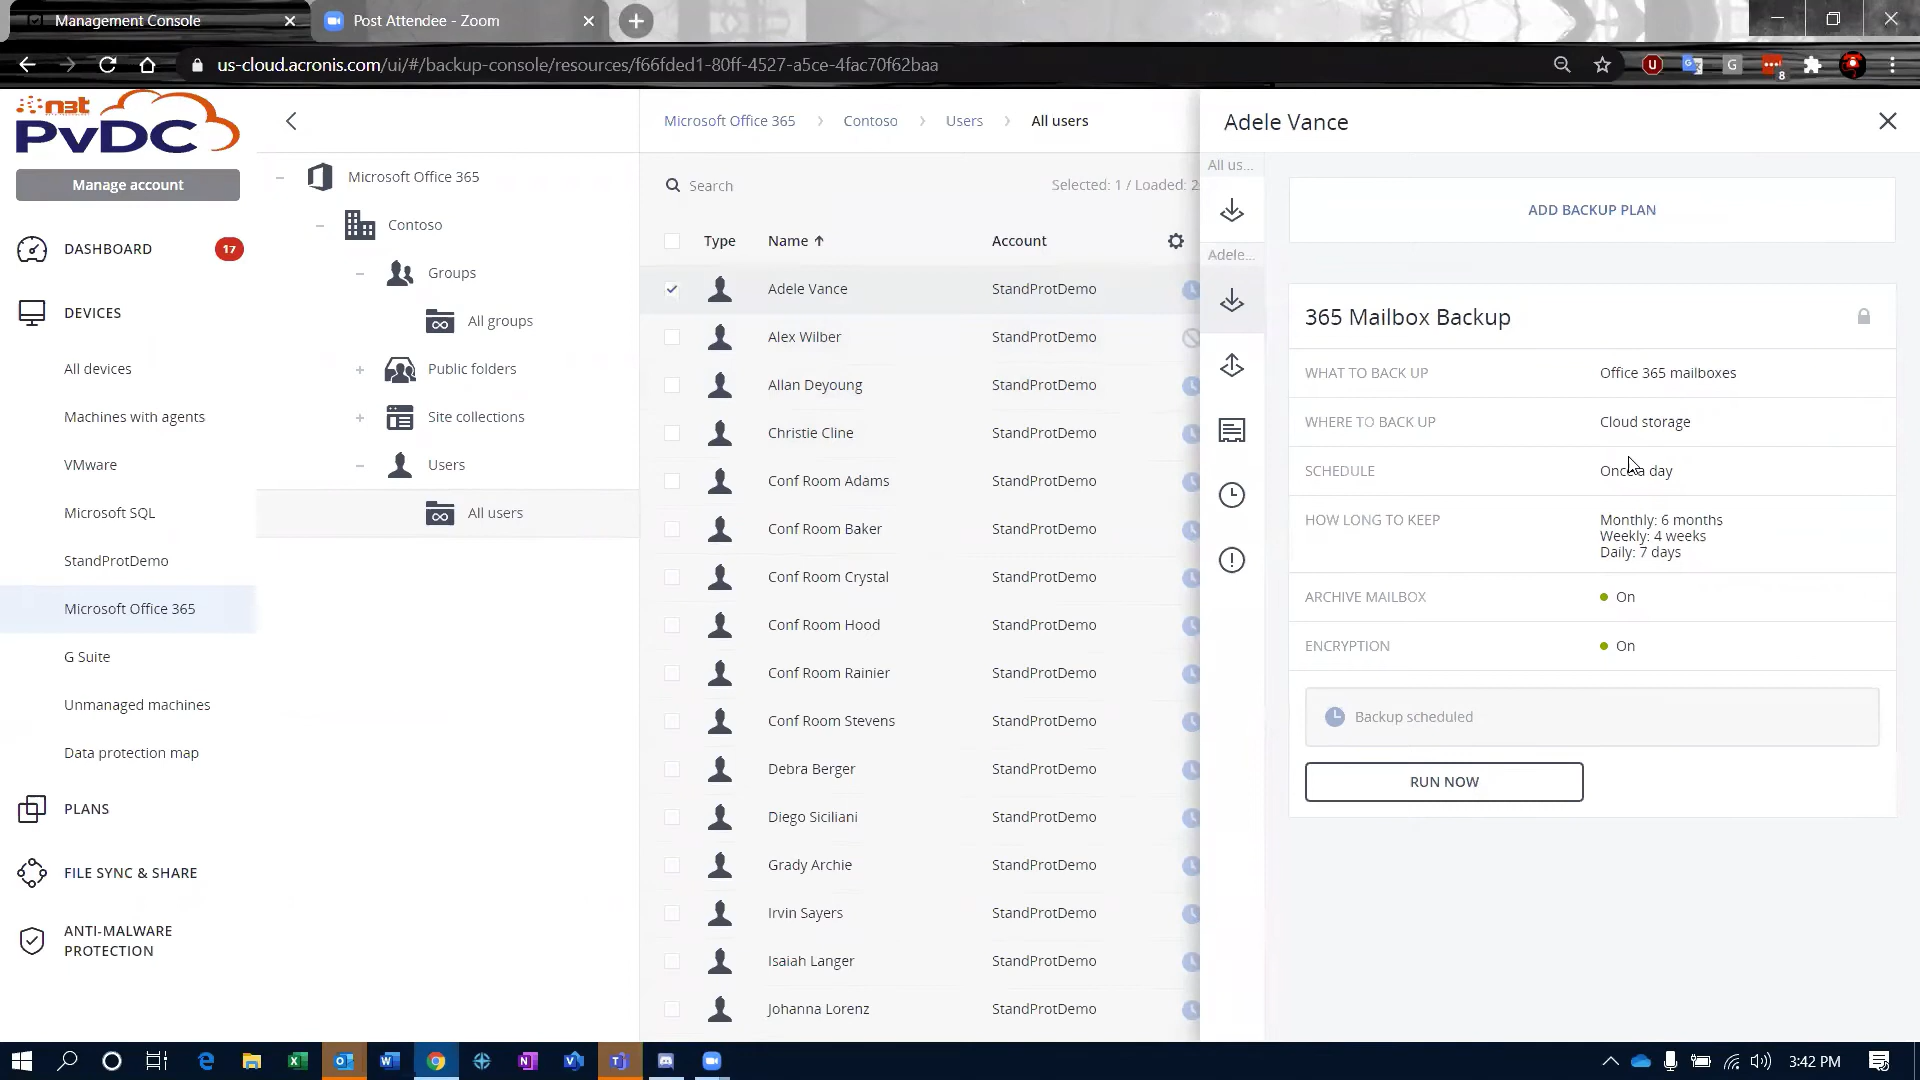 Management Console
Post Attendee - Zoom
us-cloud.acronis.com/ui/#/backup-console/resources/f66fded1-80ff-4527-a5ce-4fac70f62baa
U
G
8
n3t
PvDC
Manage account
DASHBOARD
17
DEVICES
All devices
Machines with agents
VMware
Microsoft SQL
StandProtDemo
Microsoft Office 365
G Suite
Unmanaged machines
Data protection map
PLANS
FILE SYNC & SHARE
ANTI-MALWARE
PROTECTION
Microsoft Office 365
Contoso
Groups
All groups
Public folders
Site collections
Users
All users
Microsoft Office 365 > Contoso > Users > All users
Search
Selected: 1 / Loaded: 2
Type Name Account
Adele Vance StandProtDemo
Alex Wilber StandProtDemo
Allan Deyoung StandProtDemo
Christie Cline StandProtDemo
Conf Room Adams StandProtDemo
Conf Room Baker StandProtDemo
Conf Room Crystal StandProtDemo
Conf Room Hood StandProtDemo
Conf Room Rainier StandProtDemo
Conf Room Stevens StandProtDemo
Debra Berger StandProtDemo
Diego Siciliani StandProtDemo
Grady Archie StandProtDemo
Irvin Sayers StandProtDemo
Isaiah Langer StandProtDemo
Johanna Lorenz StandProtDemo
Adele Vance
All us...
Adele...
ADD BACKUP PLAN
365 Mailbox Backup
WHAT TO BACK UP Office 365 mailboxes
WHERE TO BACK UP Cloud storage
SCHEDULE Once a day
HOW LONG TO KEEP Monthly: 6 months
Weekly: 4 weeks
Daily: 7 days
ARCHIVE MAILBOX On
ENCRYPTION On
Backup scheduled
RUN NOW
3:42 PM